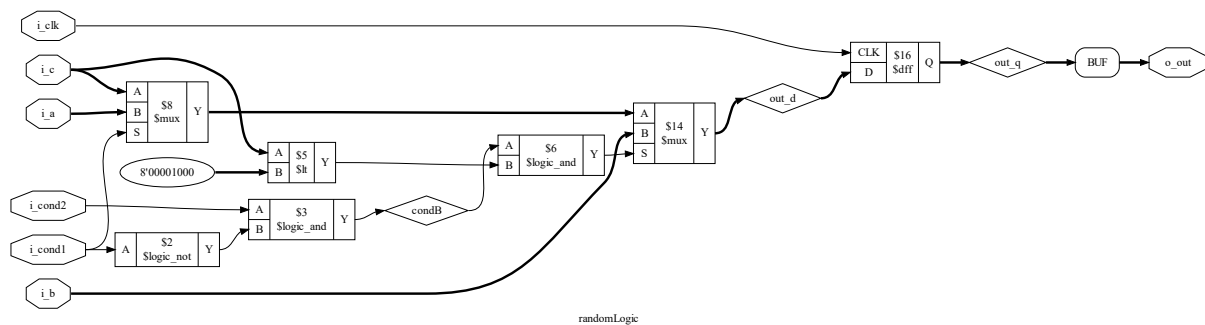 i_clk
i_c
i_a
A
B
S
$8
$mux
Y
8'00001000
A
B
$5
$lt
Y
i_cond2
i_cond1
A
$2
$logic_not
Y
A
B
$3
$logic_and
Y
condB
A
B
$6
$logic_and
Y
i_b
A
B
S
$14
$mux
Y
out_d
CLK
D
$16
$dff
Q
out_q
BUF
o_out
randomLogic